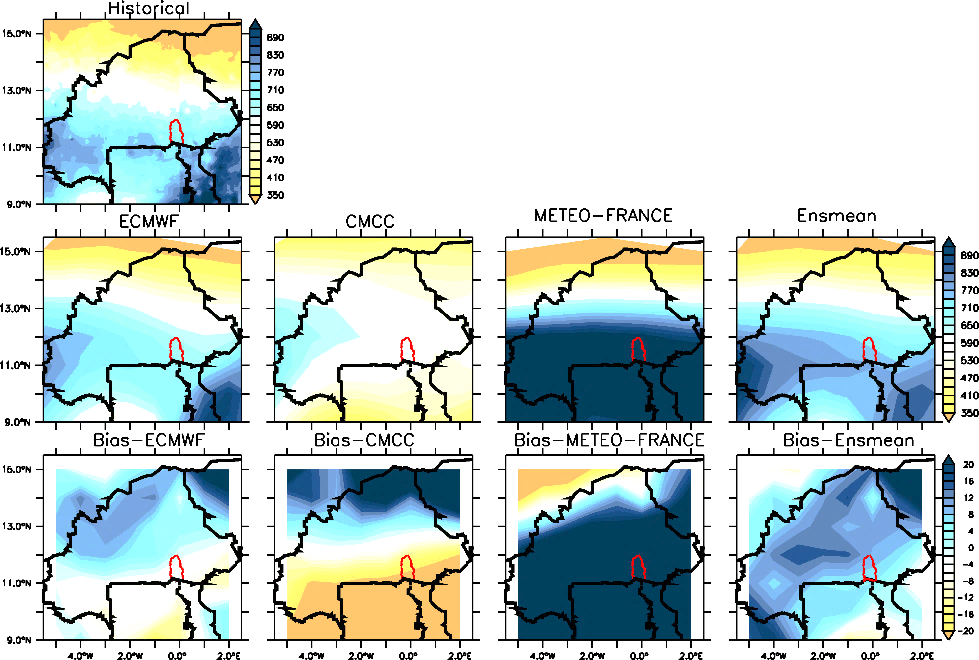 Historical
15.0°N
13.0°N
11.0°N
9.0°N
890
830
770
710
650
590
530
470
410
350
ECMWF CMCC METEO-FRANCE Ensmean
15.0°N
13.0°N
11.0°N
9.0°N
890
830
770
710
650
590
530
470
410
350
Bias-ECMWF Bias-CMCC Bias-METEO-FRANCE Bias-Ensmean
15.0°N
13.0°N
11.0°N
9.0°N
20
16
12
8
4
0
-4
-8
-12
-16
-20
4.0°W 2.0°W 0.0° 2.0°E 4.0°W 2.0°W 0.0° 2.0°E 4.0°W 2.0°W 0.0° 2.0°E 4.0°W 2.0°W 0.0° 2.0°E